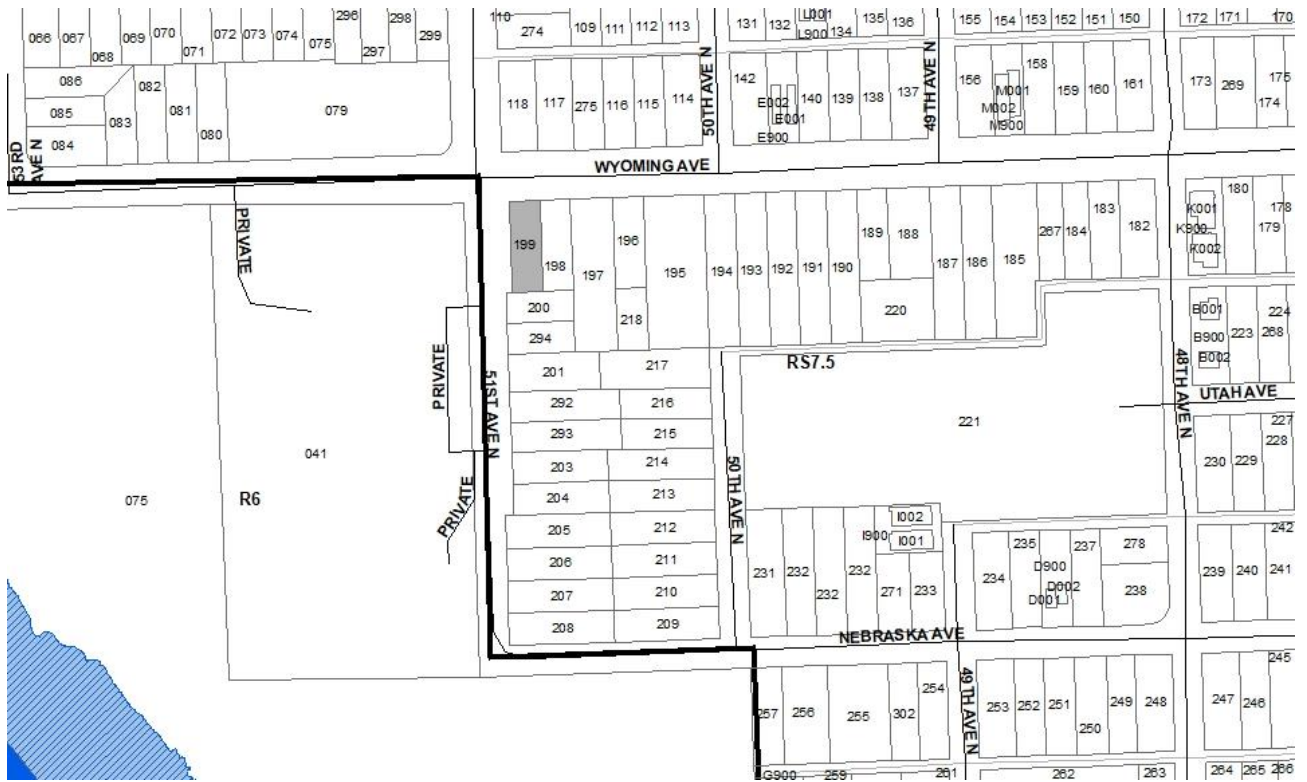 110
296
298
131 132 L001 135 136
155 154 153 152 151 150
172 171 170
066 067 068 069 070 071 072 073 074 075 297 299
274 109 111 112 113
L900 134
086 082
085 083 081 079
084 080
118 117 275 116 115 114
50TH AVE N
142 E002 E001 E900 140 139 138 137
49TH AVE N
156 M001 M002 M900 158 159 160 161
173 269 175 174
53RD AVE N
WYOMING AVE
PRIVATE
199 198 197 196 195 194 193 192 191 190 189 188 187 186 185 267 184 183 182
K001 K900 K002 180 178 179
200 218 220
294
B001 B900 B002 223 224 268
201 217 RS7.5
PRIVATE
51ST AVE N
48TH AVE N
UTAH AVE
292 216
293 215 221
041
203 214
230 229 227 228
075 R6
204 213
PRIVATE
50TH AVE N
205 212 I002
I900 I001
206 211
207 210
208 209
231 232 232 232 271 233
234 235 D900 D002 D001 237 278 238
239 240 242 241
NEBRASKA AVE
49TH AVE N
257 256 255 302 254
253 252 251 250 249 248
247 246 245
G900 259 261 262 263 264 265 266